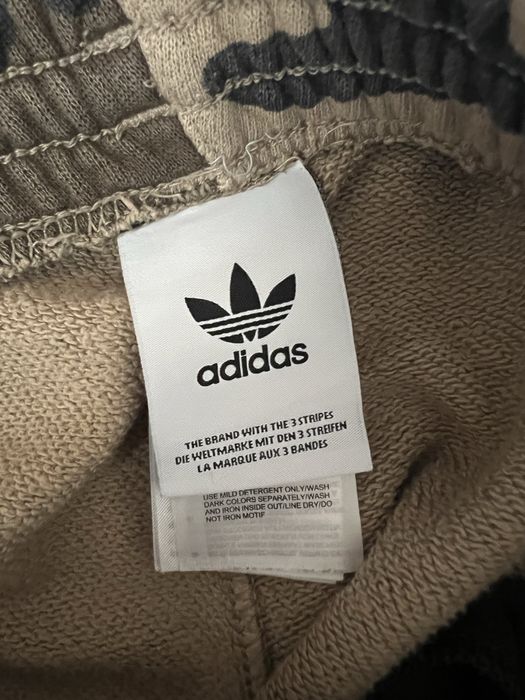 adidas
THE BRAND WITH THE 3 STRIPES
DIE WELTMARKE MIT DEN 3 STREIFEN
LA MARQUE AUX 3 BANDES
USE MILD DETERGENT ONLY/WASH
DARK COLORS SEPARATELY/WASH
AND IRON INSIDE OUT/LINE DRY/DO
NOT IRON MOTIF